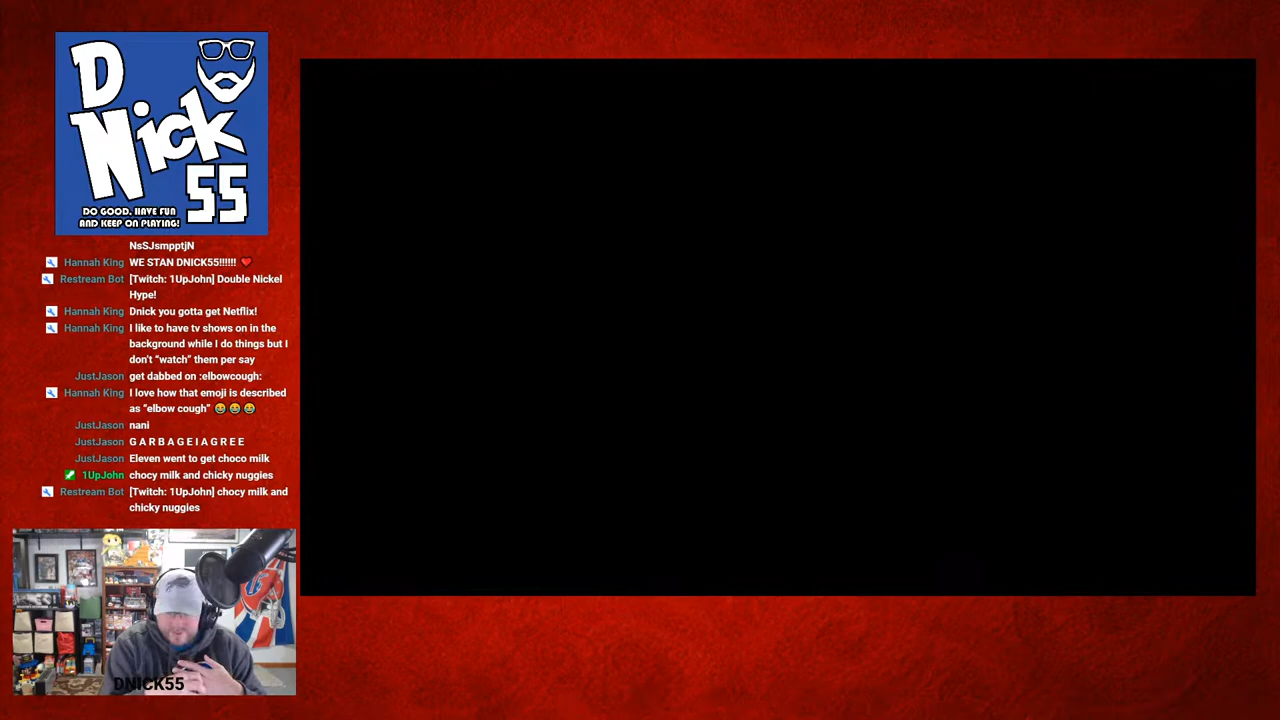 D
Nick
55
DO GOOD, HAVE FUN
AND KEEP ON PLAYING!
NsSJsmpptjN
Hannah King WE STAN DNICK55!!!!!! ❤️
Restream Bot [Twitch: 1UpJohn] Double Nickel
Hype!
Hannah King Dnick you gotta get Netflix!
Hannah King I like to have tv shows on in the
background while I do things but I
don’t “watch” them per say
JustJason get dabbed on :elbowcough:
Hannah King I love how that emoji is described
as “elbow cough” 😂😂😂
JustJason nani
JustJason G A R B A G E I A G R E E
JustJason Eleven went to get choco milk
1UpJohn chocy milk and chicky nuggies
Restream Bot [Twitch: 1UpJohn] chocy milk and
chicky nuggies
DNICK55